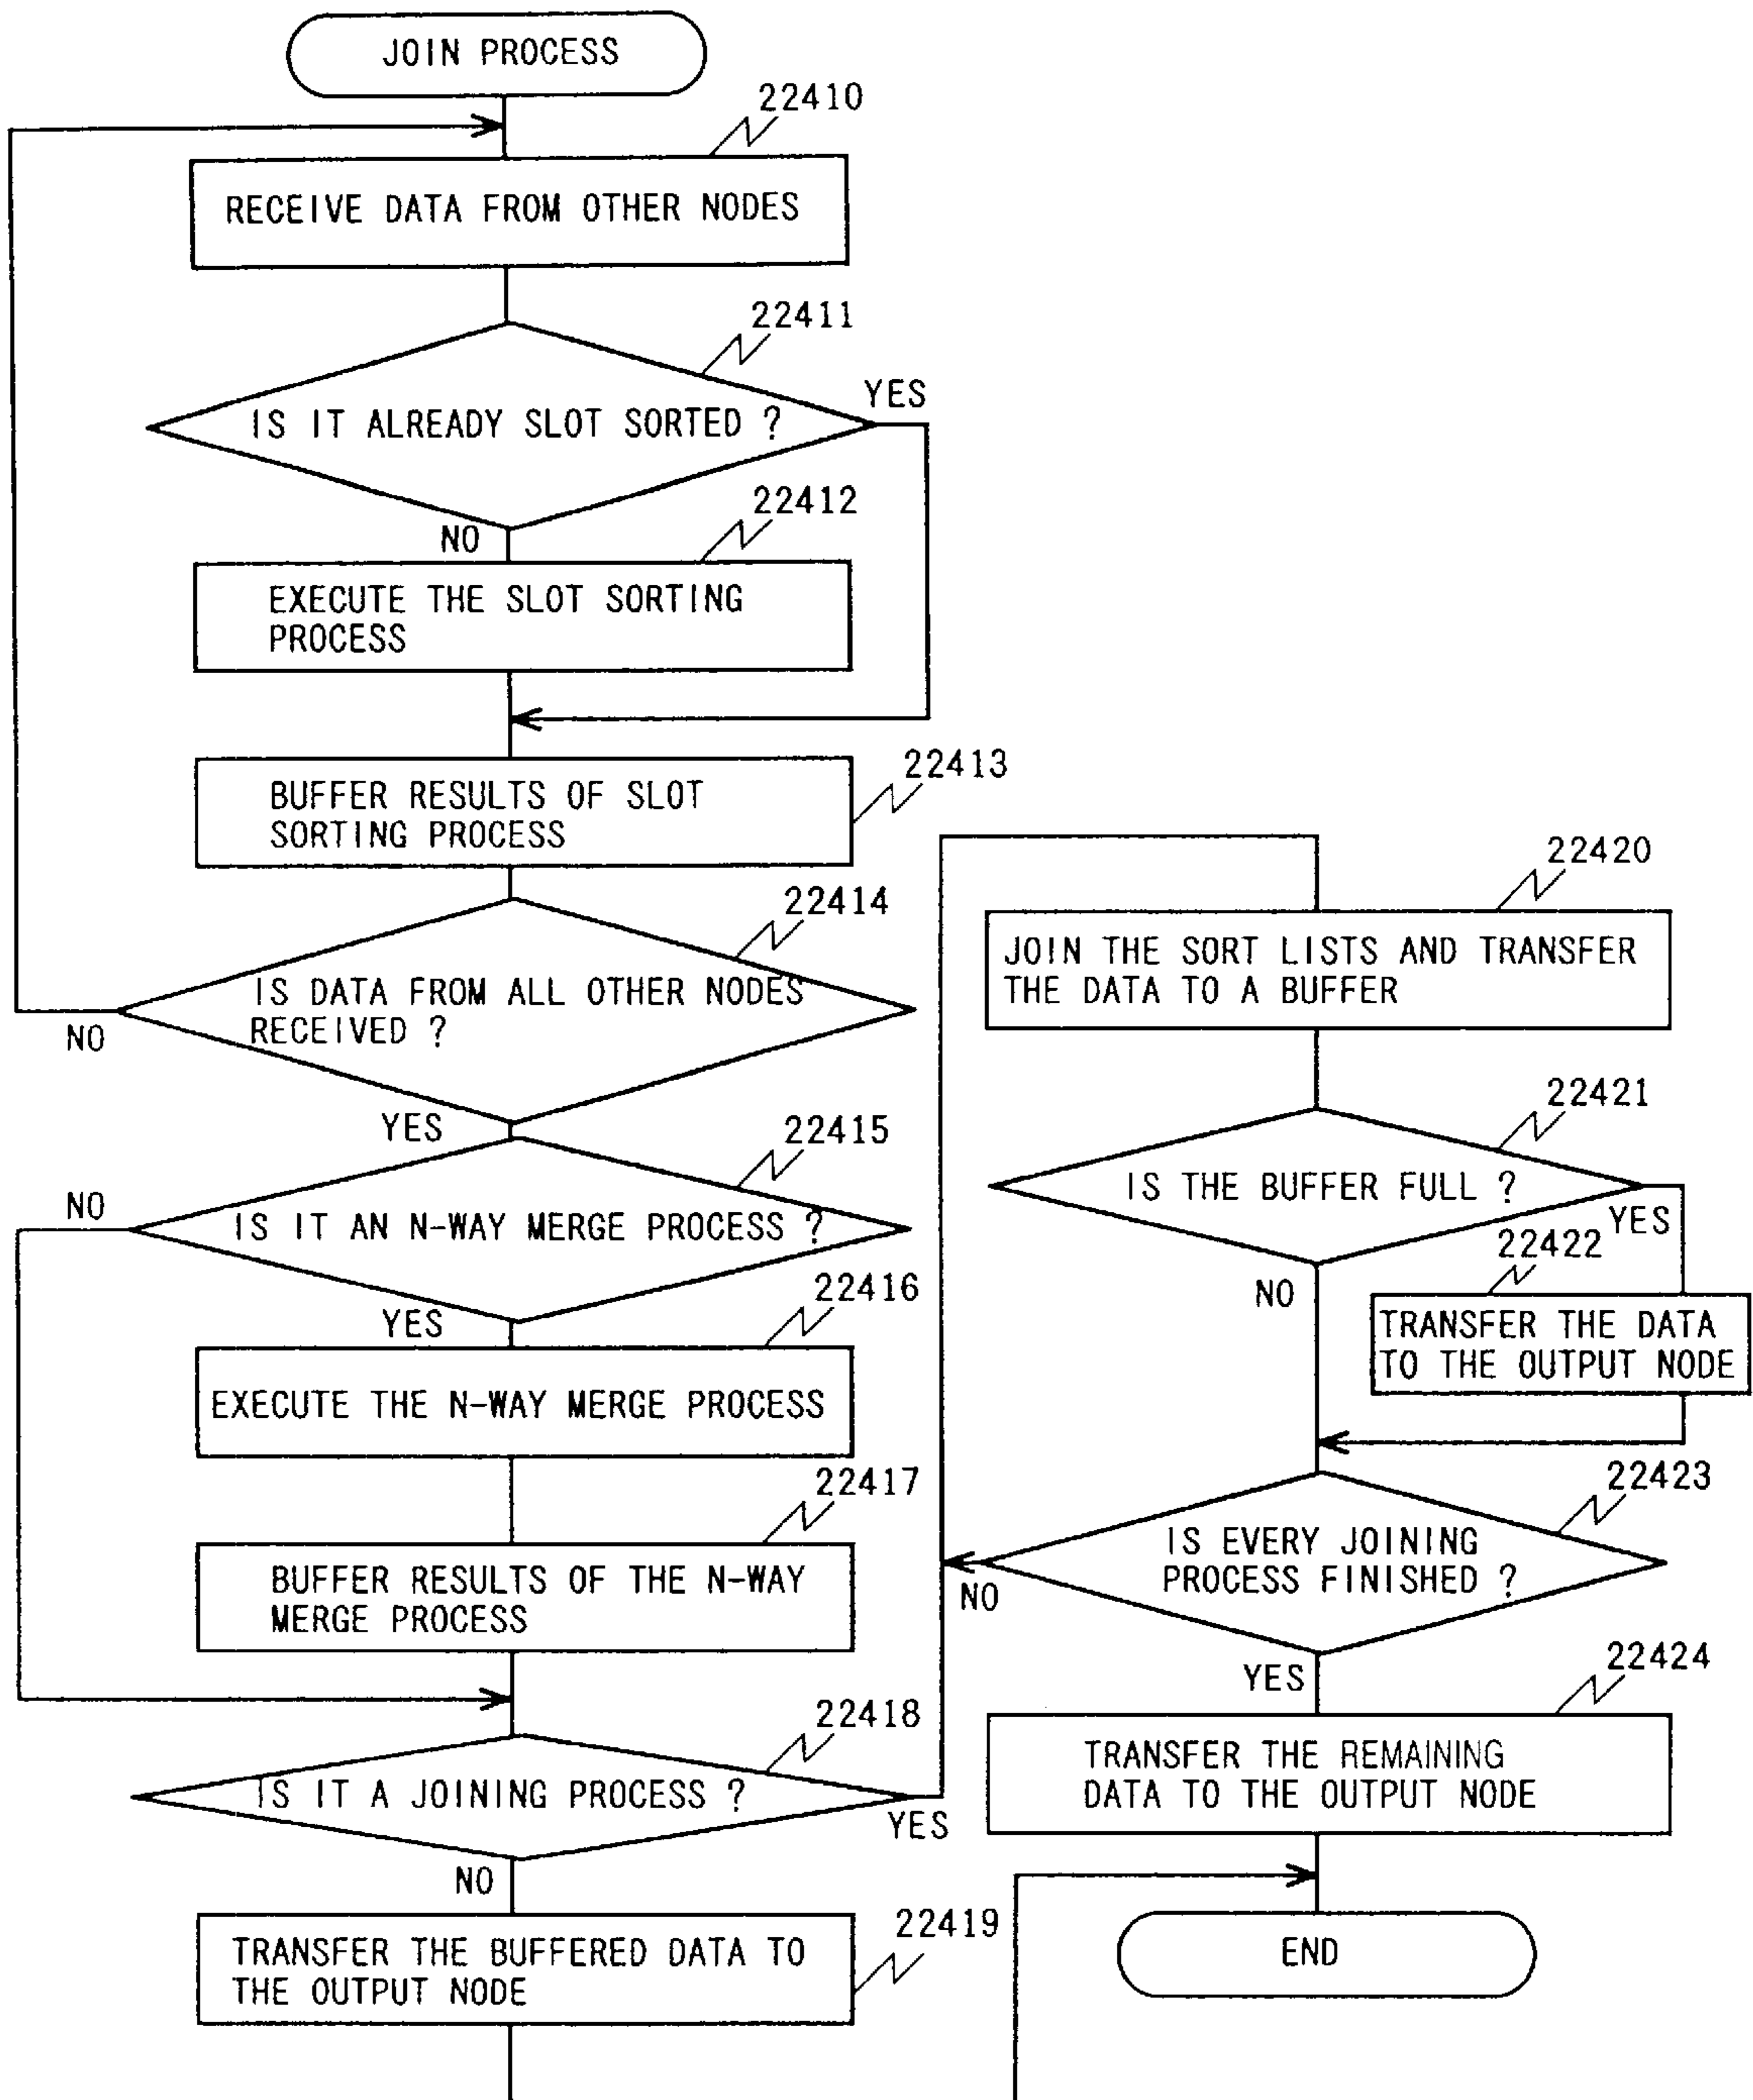 JOIN PROCESS
22410
RECEIVE DATA FROM OTHER NODES
22411
YES
IS IT ALREADY SLOT SORTED ?
22412
NO
EXECUTE THE SLOT SORTING
PROCESS
22413
BUFFER RESULTS OF SLOT
SORTING PROCESS
22414
IS DATA FROM ALL OTHER NODES
RECEIVED ?
NO
YES
22415
NO
IS IT AN N-WAY MERGE PROCESS ?
22416
YES
EXECUTE THE N-WAY MERGE PROCESS
22417
BUFFER RESULTS OF THE N-WAY
MERGE PROCESS
22418
IS IT A JOINING PROCESS ?
YES
NO
22419
TRANSFER THE BUFFERED DATA TO
THE OUTPUT NODE
22420
JOIN THE SORT LISTS AND TRANSFER
THE DATA TO A BUFFER
22421
IS THE BUFFER FULL ?
YES
22422
NO
TRANSFER THE DATA
TO THE OUTPUT NODE
22423
IS EVERY JOINING
PROCESS FINISHED ?
NO
YES
22424
TRANSFER THE REMAINING
DATA TO THE OUTPUT NODE
END